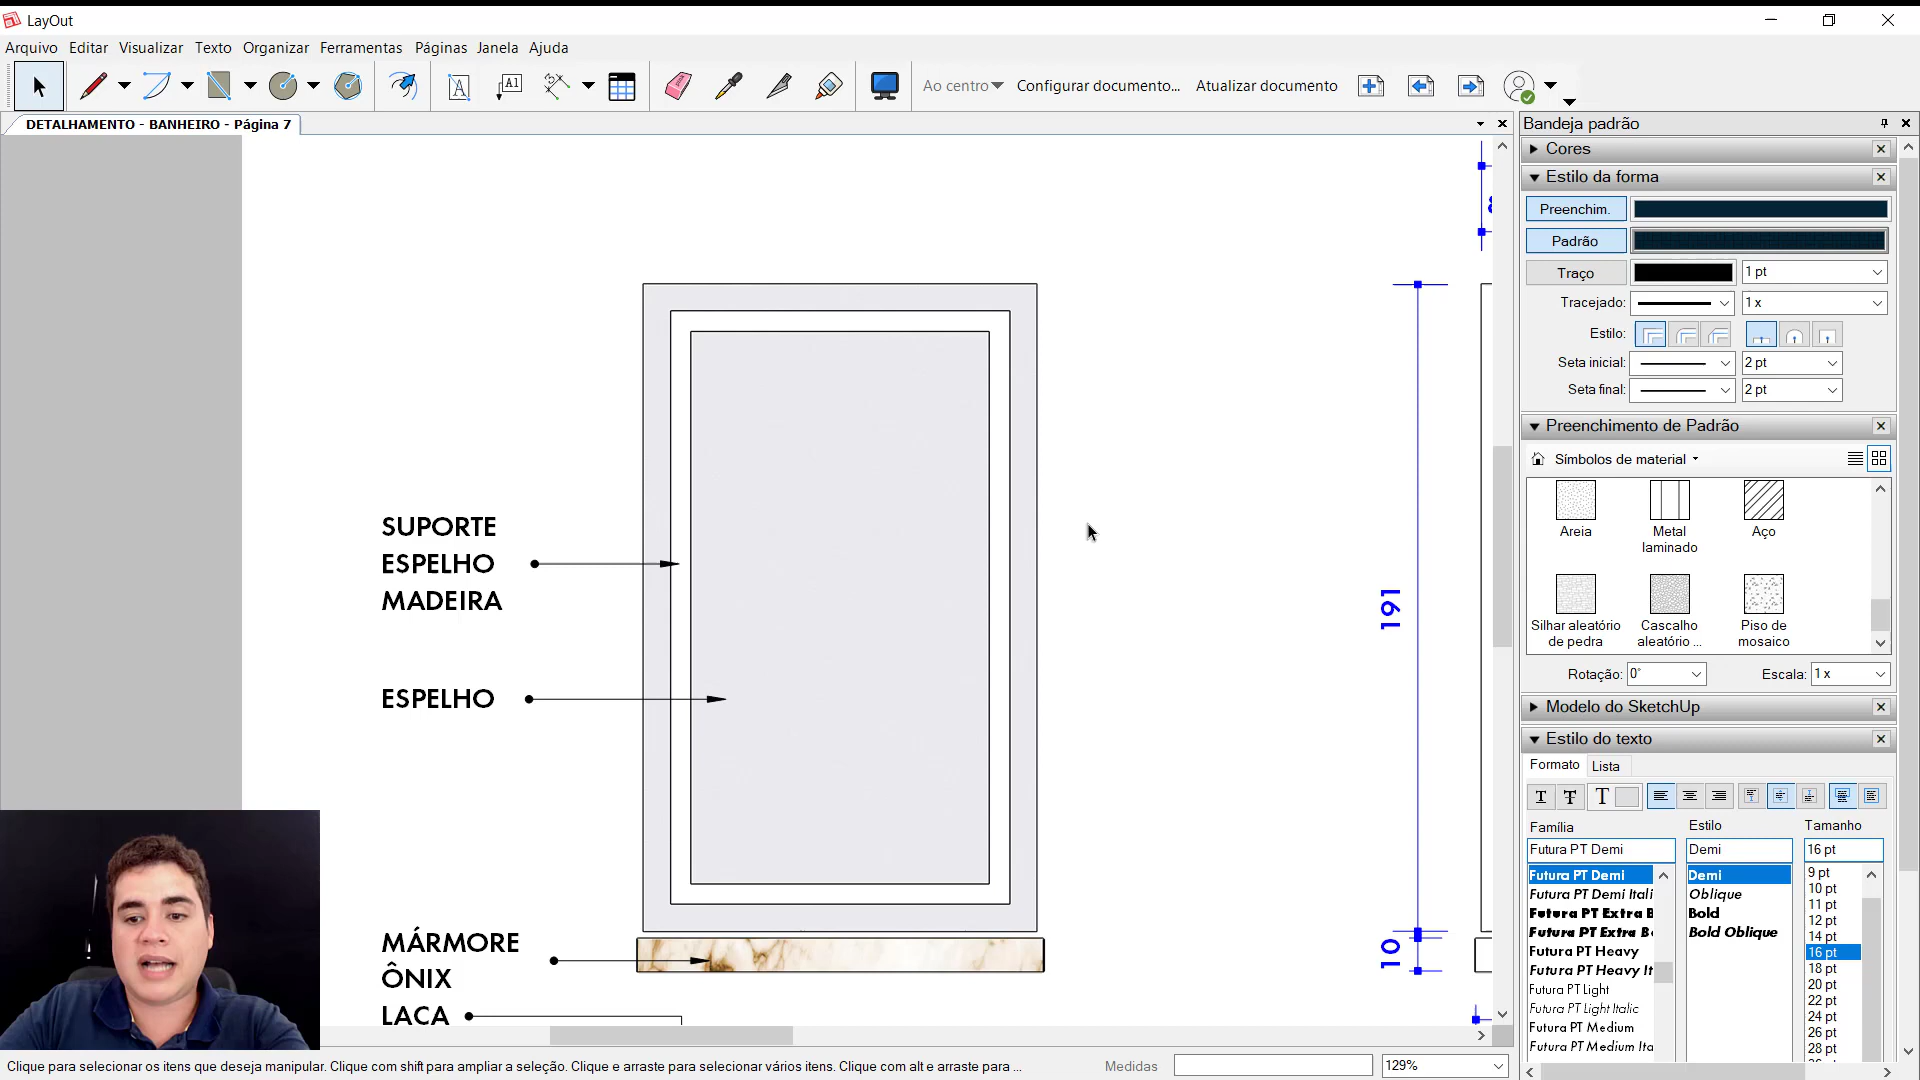 LayOut
Arquivo Editar Visualizar Texto Organizar Ferramentas Páginas Janela Ajuda
A1 Ao centro Configurar documento... Atualizar documento
DETALHAMENTO - BANHEIRO - Página 7
Bandeja padrão
Cores
Estilo da forma
Preenchim.
Padrão
Traço 1 pt
Tracejado: 1 x
Estilo:
Seta inicial: 2 pt
Seta final: 2 pt
Preenchimento de Padrão
Símbolos de material
Areia
Metal laminado
Aço
Silhar aleatório de pedra
Cascalho aleatório ...
Piso de mosaico
Rotação: 0° Escala: 1 x
Modelo do SketchUp
Estilo do texto
Formato Lista
Família Estilo Tamanho
Futura PT Demi Demi 16 pt
Futura PT Demi
Futura PT Demi Itali
Futura PT Extra B
Futura PT Extra Bo
Futura PT Heavy
Futura PT Heavy It
Futura PT Light
Futura PT Light Italic
Futura PT Medium
Futura PT Medium Ita
Demi
Oblique
Bold
Bold Oblique
9 pt
10 pt
11 pt
12 pt
14 pt
16 pt
18 pt
20 pt
22 pt
24 pt
26 pt
28 pt
SUPORTE
ESPELHO
MADEIRA
ESPELHO
MÁRMORE
ÔNIX
LACA
191
10
Clique para selecionar os itens que deseja manipular. Clique com shift para ampliar a seleção. Clique e arraste para selecionar vários itens. Clique com alt e arraste para ...
Medidas 129%